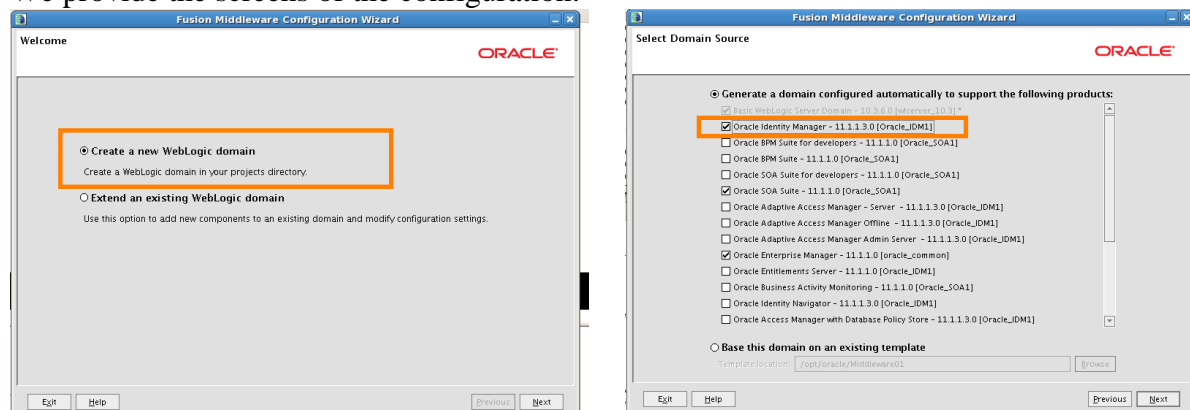 We provide the screens of the configuration.
Fusion Middleware Configuration Wizard
Welcome
ORACLE
Create a new WebLogic domain
Create a WebLogic domain in your projects directory.
Extend an existing WebLogic domain
Use this option to add new components to an existing domain and modify configuration settings.
Exit Help Previous Next
Fusion Middleware Configuration Wizard
Select Domain Source
ORACLE
Generate a domain configured automatically to support the following products:
Basic WebLogic Server Domain - 10.3.6.0 [wlserver_10.3] *
Oracle Identity Manager - 11.1.1.3.0 [Oracle_IDM1]
Oracle BPM Suite for developers - 11.1.1.0 [Oracle_SOA1]
Oracle BPM Suite - 11.1.1.0 [Oracle_SOA1]
Oracle SOA Suite for developers - 11.1.1.0 [Oracle_SOA1]
Oracle SOA Suite - 11.1.1.0 [Oracle_SOA1]
Oracle Adaptive Access Manager - Server - 11.1.1.3.0 [Oracle_IDM1]
Oracle Adaptive Access Manager Offline - 11.1.1.3.0 [Oracle_IDM1]
Oracle Adaptive Access Manager Admin Server - 11.1.1.3.0 [Oracle_IDM1]
Oracle Enterprise Manager - 11.1.1.0 [oracle_common]
Oracle Entitlements Server - 11.1.1.0 [Oracle_IDM1]
Oracle Business Activity Monitoring - 11.1.1.0 [Oracle_SOA1]
Oracle Identity Navigator - 11.1.1.3.0 [Oracle_IDM1]
Oracle Access Manager with Database Policy Store - 11.1.1.3.0 [Oracle_IDM1]
Base this domain on an existing template
Template location: /opt/oracle/Middleware01 Browse
Exit Help Previous Next